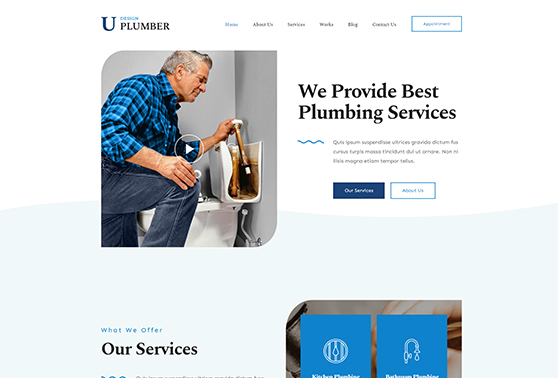 U DESIGN
PLUMBER
Home About Us Services Works Blog Contact Us Appointment
We Provide Best
Plumbing Services
Quis ipsum suspendisse ultrices gravida dictum fus
cursus turpis massa tincidunt dui ut ornare. Non ni
llisis magna etiam tempor tellus.
Our Services About Us
What We Offer
Our Services
Kitchen Plumbing Bathroom Plumbing